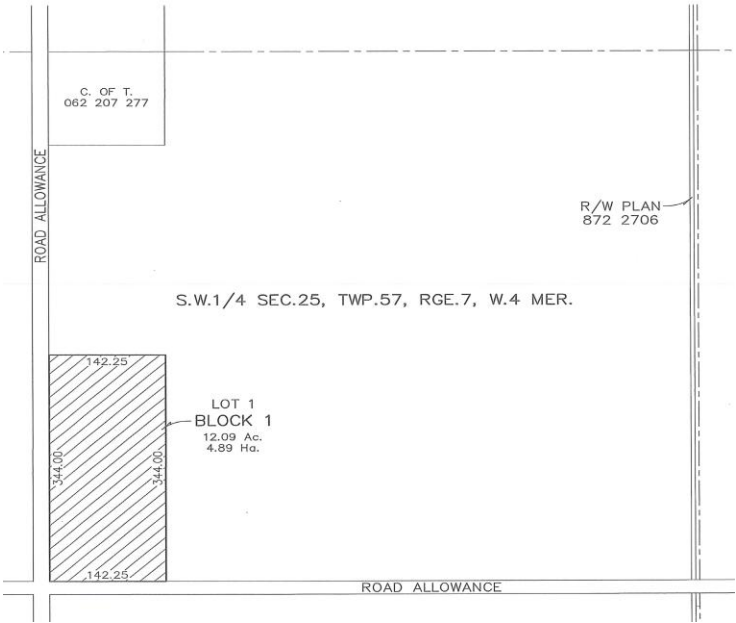 C. OF T.
062 207 277
ROAD ALLOWANCE
R/W PLAN
872 2706
S.W.1/4 SEC.25, TWP.57, RGE.7, W.4 MER.
142.25
LOT 1
BLOCK 1
12.09 Ac.
4.89 Ha.
344.00
344.00
142.25
ROAD ALLOWANCE